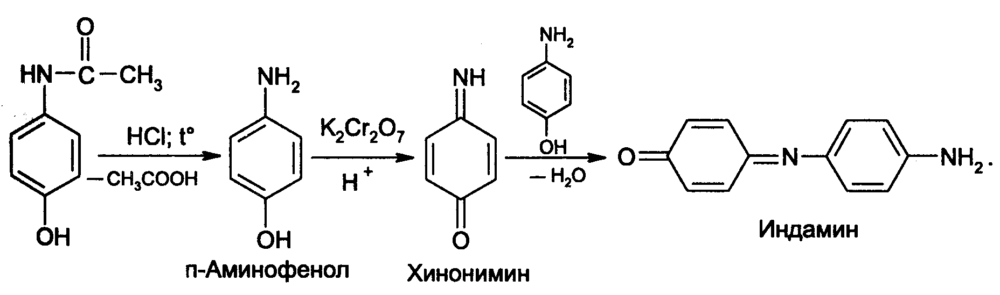 O
HN–C–CH₃
OH
HCl; t°
–CH₃COOH
NH₂
OH
п-Аминофенол
K₂Cr₂O₇
H⁺
NH
O
Хинонимин
NH₂
OH
– H₂O
O=
N
NH₂.
Индамин